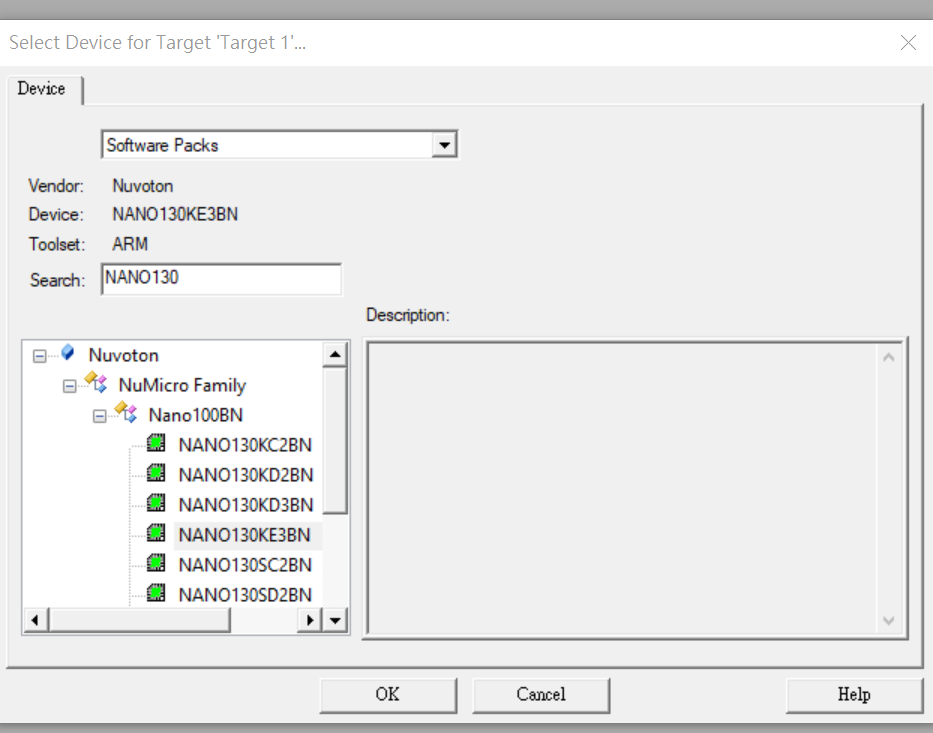 Select Device for Target 'Target 1'...
Device
Software Packs
Vendor: Nuvoton
Device: NANO130KE3BN
Toolset: ARM
Search: NANO130
Description:
Nuvoton
NuMicro Family
Nano100BN
NANO130KC2BN
NANO130KD2BN
NANO130KD3BN
NANO130KE3BN
NANO130SC2BN
NANO130SD2BN
OK Cancel Help